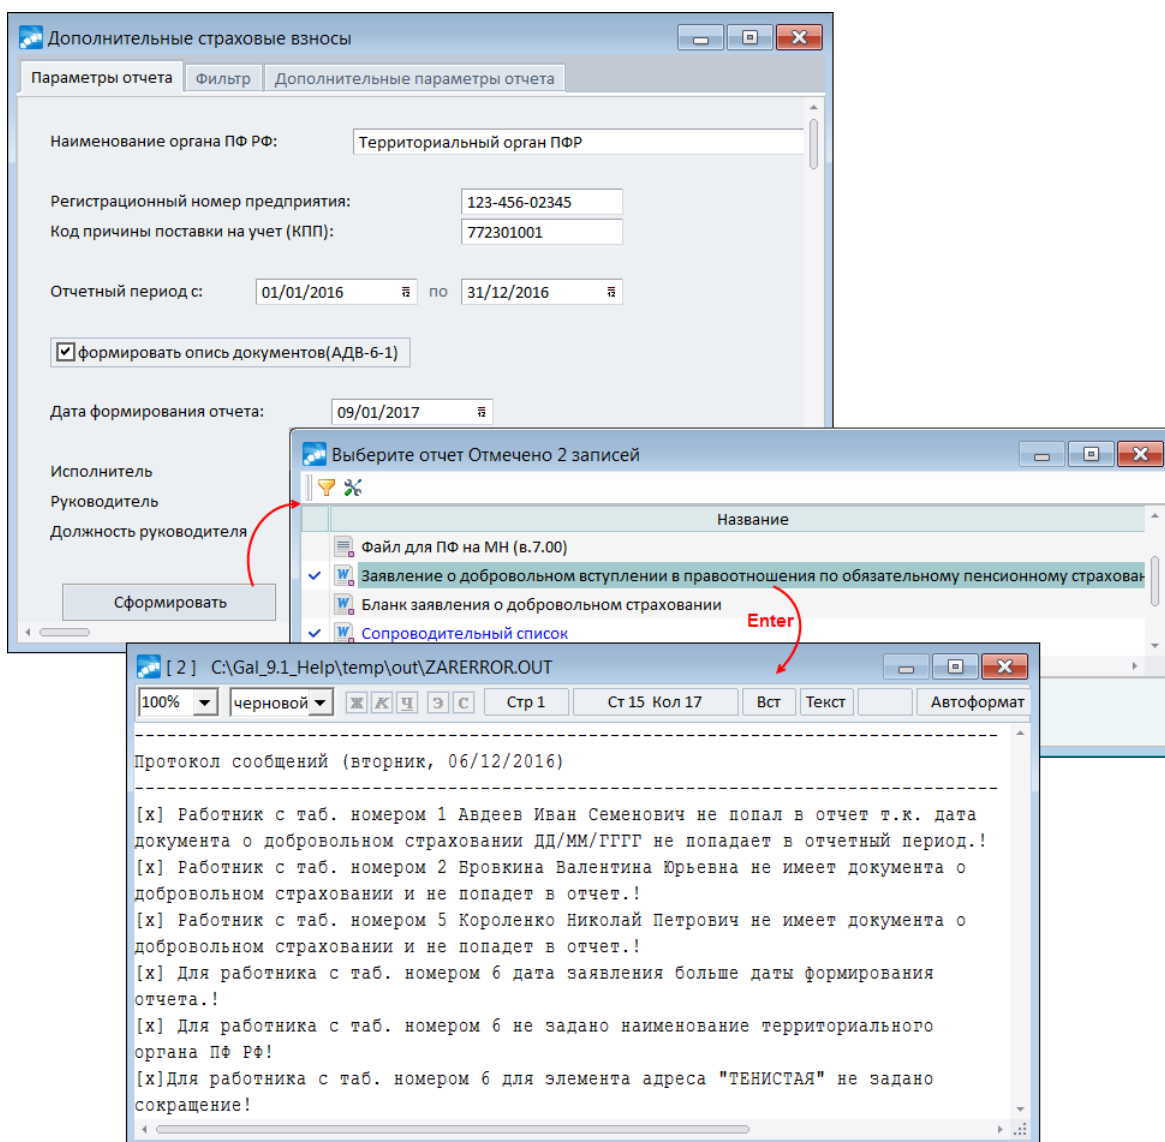 Дополнительные страховые взносы
Параметры отчета Фильтр Дополнительные параметры отчета
Наименование органа ПФ РФ: Территориальный орган ПФР
Регистрационный номер предприятия: 123-456-02345
Код причины поставки на учет (КПП): 772301001
Отчетный период с: 01/01/2016 по 31/12/2016
формировать опись документов(АДВ-6-1)
Дата формирования отчета: 09/01/2017
Исполнитель
Руководитель
Должность руководителя
Сформировать
Выберите отчет Отмечено 2 записей
Название
Файл для ПФ на МН (в.7.00)
Заявление о добровольном вступлении в правоотношения по обязательному пенсионному страхован
Бланк заявления о добровольном страховании
Enter
Сопроводительный список
[ 2 ] C:\Gal_9.1_Help\temp\out\ZARERROR.OUT
100% черновой Ж К Ч Э С Стр 1 Ст 15 Кол 17 Вст Текст Автоформат
--------------------------------------------------------------------------------
Протокол сообщений (вторник, 06/12/2016)
--------------------------------------------------------------------------------
[x] Работник с таб. номером 1 Авдеев Иван Семенович не попал в отчет т.к. дата
документа о добровольном страховании ДД/ММ/ГГГГ не попадает в отчетный период.!
[x] Работник с таб. номером 2 Бровкина Валентина Юрьевна не имеет документа о
добровольном страховании и не попадет в отчет.!
[x] Работник с таб. номером 5 Короленко Николай Петрович не имеет документа о
добровольном страховании и не попадет в отчет.!
[x] Для работника с таб. номером 6 дата заявления больше даты формирования
отчета.!
[x] Для работника с таб. номером 6 не задано наименование территориального
органа ПФ РФ!
[x]Для работника с таб. номером 6 для элемента адреса "ТЕНИСТАЯ" не задано
сокращение!